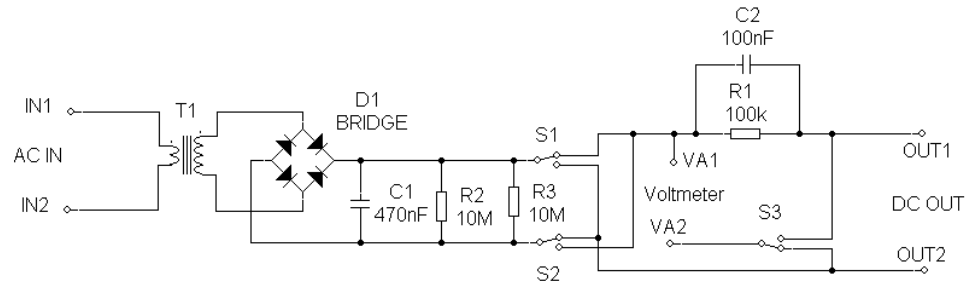 C2
100nF
IN1
T1
D1
BRIDGE
R1
100k
S1
OUT1
AC IN
VA1
C1
470nF
R2
10M
R3
10M
Voltmeter
S3
DC OUT
IN2
VA2
S2
OUT2